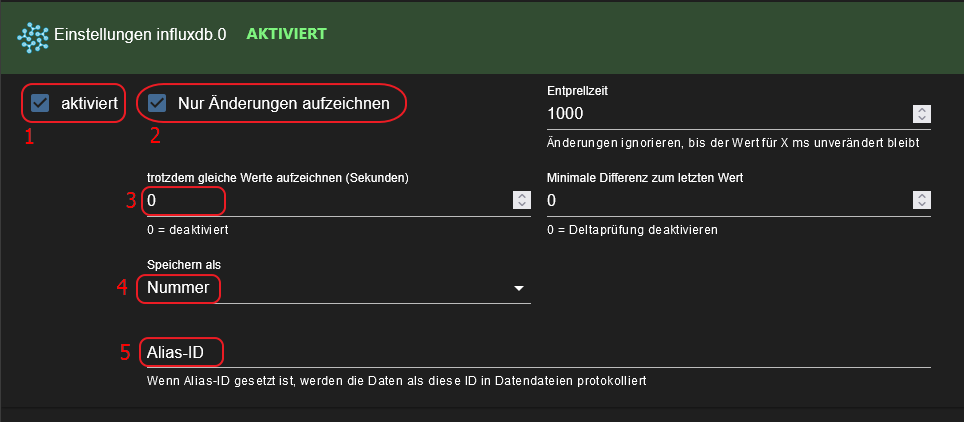 Einstellungen influxdb.0 AKTIVIERT
aktiviert Nur Änderungen aufzeichnen
1 2
Entprellzeit
1000
Änderungen ignorieren, bis der Wert für X ms unverändert bleibt
trotzdem gleiche Werte aufzeichnen (Sekunden)
3 0
0 = deaktiviert
Minimale Differenz zum letzten Wert
0
0 = Deltaprüfung deaktivieren
Speichern als
4 Nummer
5 Alias-ID
Wenn Alias-ID gesetzt ist, werden die Daten als diese ID in Datendateien protokolliert